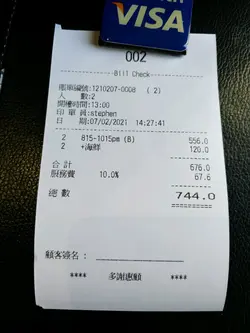 VISA
002
Bill Check
賬單編號:1210207-0008 (2)
人 數:2
開檯時間:13:00
印單員:stephen
日 期:07/02/2021 14:27:41
2 815-1015pm (B) 556.0
2 +海鮮 120.0
合計 676.0
服務費 10.0% 67.6
總數 744.0
顧客簽名:
**** 多謝惠顧 ****